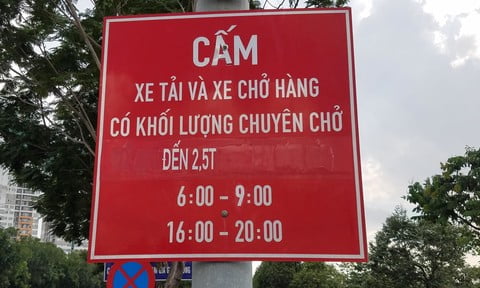 CẤM
XE TẢI VÀ XE CHỞ HÀNG
CÓ KHỐI LƯỢNG CHUYÊN CHỞ
ĐẾN 2,5T
6:00 - 9:00
16:00 - 20:00